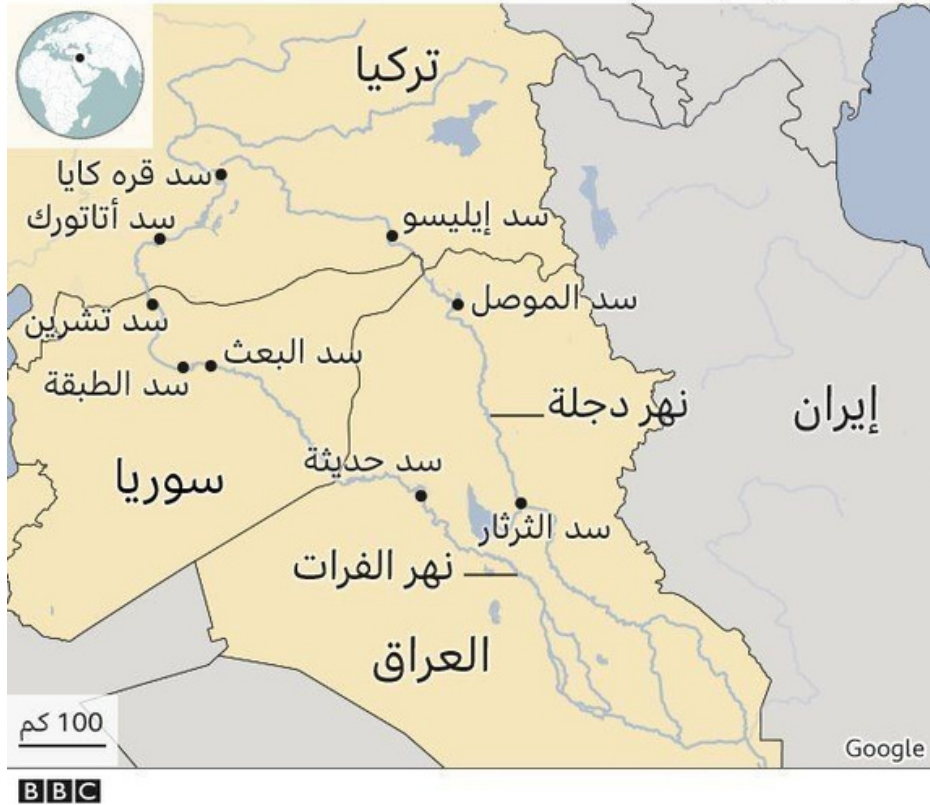 تركيا
سد قره كايا
سد إيليسو
سد أتاتورك
سد الموصل
سد تشرين
سد البعث
سد الطبقة
نهر دجلة
إيران
سد حديثة
سوريا
سد الثرثار
نهر الفرات
العراق
100 كم
Google
BBC